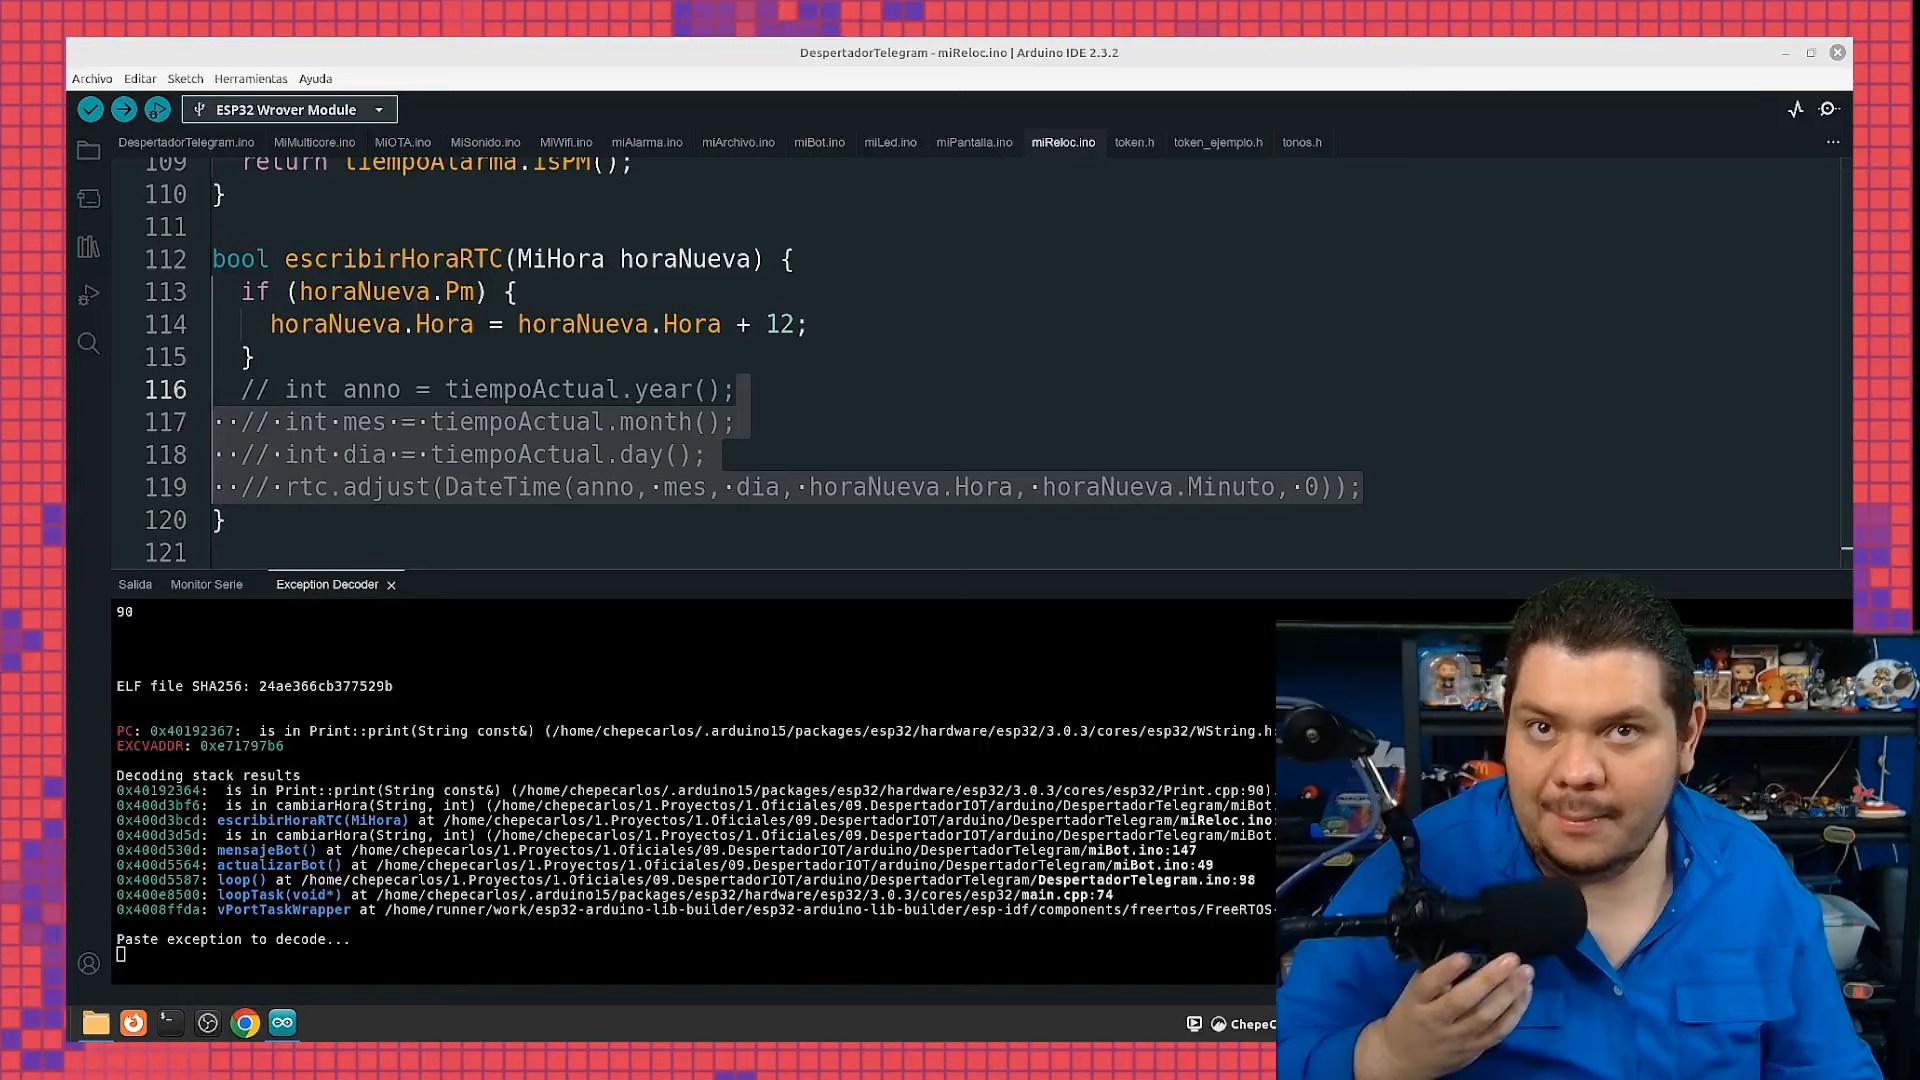 DespertadorTelegram - miReloc.ino | Arduino IDE 2.3.2
Archivo Editar Sketch Herramientas Ayuda
ESP32 Wrover Module
DespertadorTelegram.ino MiMulticore.ino MiOTA.ino MiSonido.ino MiWifi.ino miAlarma.ino miArchivo.ino miBot.ino miLed.ino miPantalla.ino miReloc.ino token.h token_ejemplo.h tonos.h
109 return tiempoAlarma.isPM();
110 }
111
112 bool escribirHoraRTC(MiHora horaNueva) {
113 if (horaNueva.Pm) {
114 horaNueva.Hora = horaNueva.Hora + 12;
115 }
116 // int anno = tiempoActual.year();
117 ··//·int·mes·=·tiempoActual.month();
118 ··//·int·dia·=·tiempoActual.day();
119 ··//·rtc.adjust(DateTime(anno,·mes,·dia,·horaNueva.Hora,·horaNueva.Minuto,·0));
120 }
121
Salida Monitor Serie Exception Decoder
90
ELF file SHA256: 24ae366cb377529b
PC: 0x40192367: is in Print::print(String const&) (/home/chepecarlos/.arduino15/packages/esp32/hardware/esp32/3.0.3/cores/esp32/WString.h:
EXCVADDR: 0xe71797b6
Decoding stack results
0x40192364: is in Print::print(String const&) (/home/chepecarlos/.arduino15/packages/esp32/hardware/esp32/3.0.3/cores/esp32/Print.cpp:90)
0x400d3bf6: is in cambiarHora(String, int) (/home/chepecarlos/1.Proyectos/1.Oficiales/09.DespertadorIOT/arduino/DespertadorTelegram/miBot.
0x400d3bcd: escribirHoraRTC(MiHora) at /home/chepecarlos/1.Proyectos/1.Oficiales/09.DespertadorIOT/arduino/DespertadorTelegram/miReloc.ino:
0x400d3d5d: is in cambiarHora(String, int) (/home/chepecarlos/1.Proyectos/1.Oficiales/09.DespertadorIOT/arduino/DespertadorTelegram/miBot.
0x400d530d: mensajeBot() at /home/chepecarlos/1.Proyectos/1.Oficiales/09.DespertadorIOT/arduino/DespertadorTelegram/miBot.ino:147
0x400d5564: actualizarBot() at /home/chepecarlos/1.Proyectos/1.Oficiales/09.DespertadorIOT/arduino/DespertadorTelegram/miBot.ino:49
0x400d5587: loop() at /home/chepecarlos/1.Proyectos/1.Oficiales/09.DespertadorIOT/arduino/DespertadorTelegram/DespertadorTelegram.ino:98
0x400e8500: loopTask(void*) at /home/chepecarlos/.arduino15/packages/esp32/hardware/esp32/3.0.3/cores/esp32/main.cpp:74
0x4008ffda: vPortTaskWrapper at /home/runner/work/esp32-arduino-lib-builder/esp32-arduino-lib-builder/esp-idf/components/freertos/FreeRTOS-
Paste exception to decode...
ChepeC